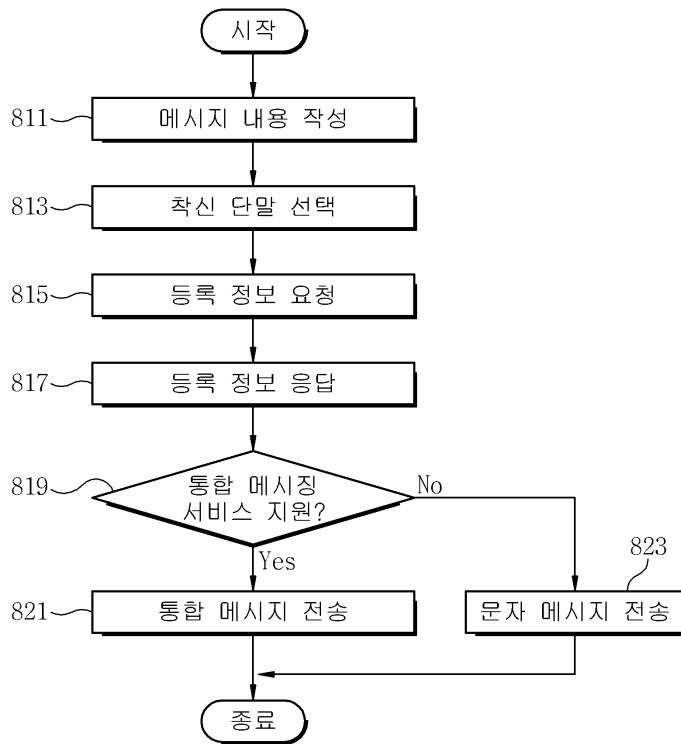 시작
811
메시지 내용 작성
813
착신 단말 선택
815
등록 정보 요청
817
등록 정보 응답
819
통합 메시징
서비스 지원?
No
Yes
823
821
통합 메시지 전송
문자 메시지 전송
종료